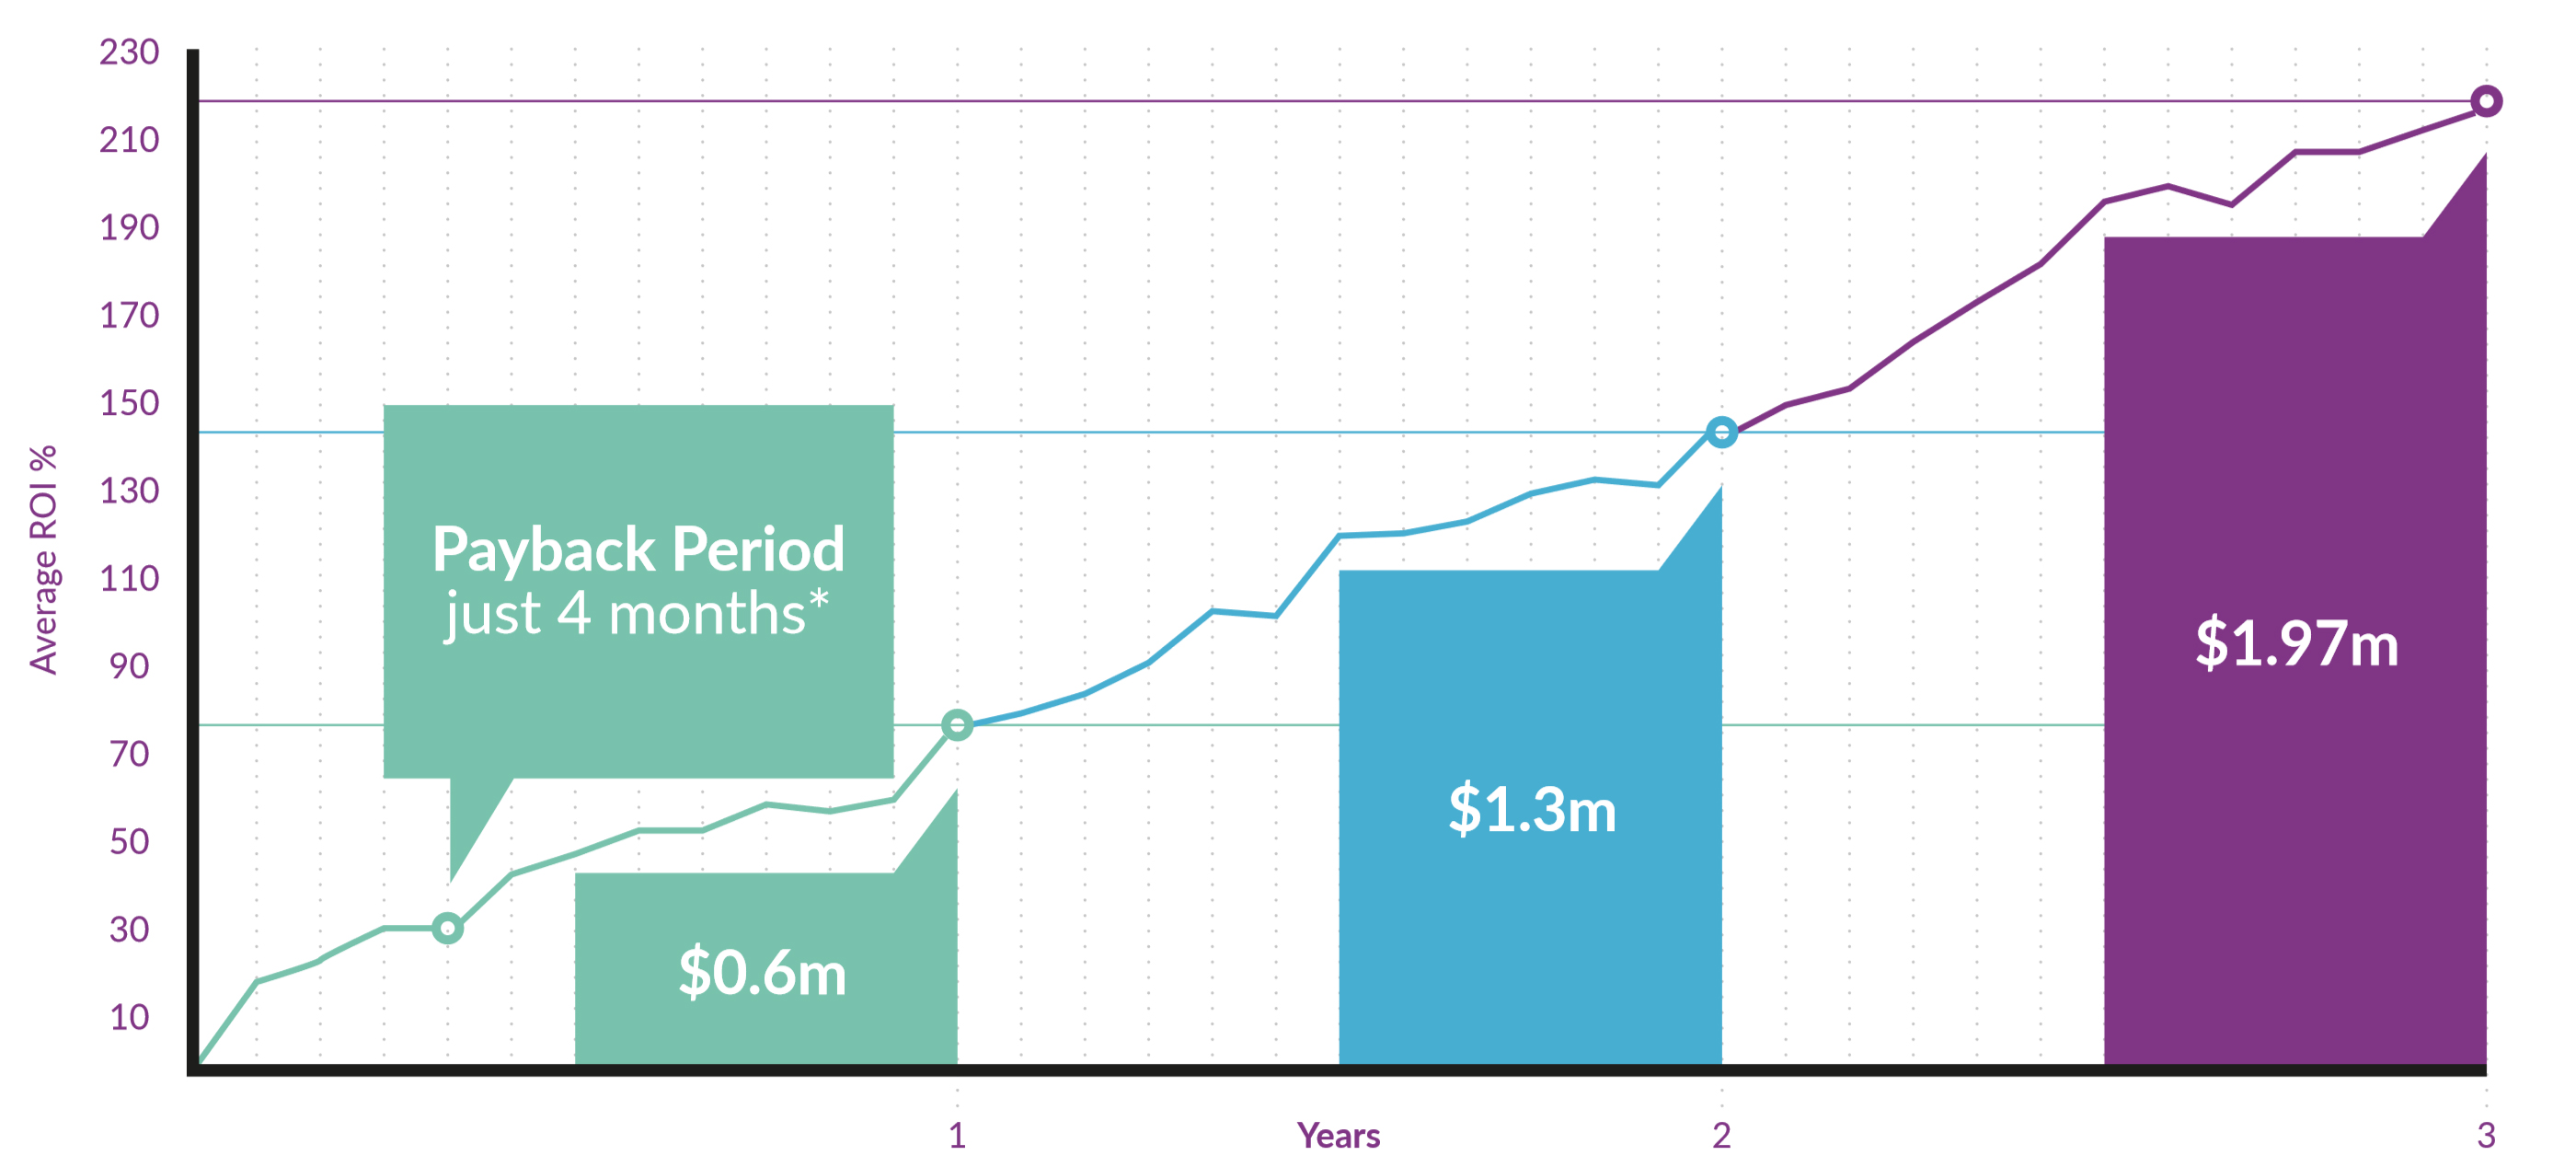 230
210
190
170
150
130
110
90
70
50
30
10
Average ROI %
Payback Period
just 4 months*
$0.6m
$1.3m
$1.97m
1
Years
2
3